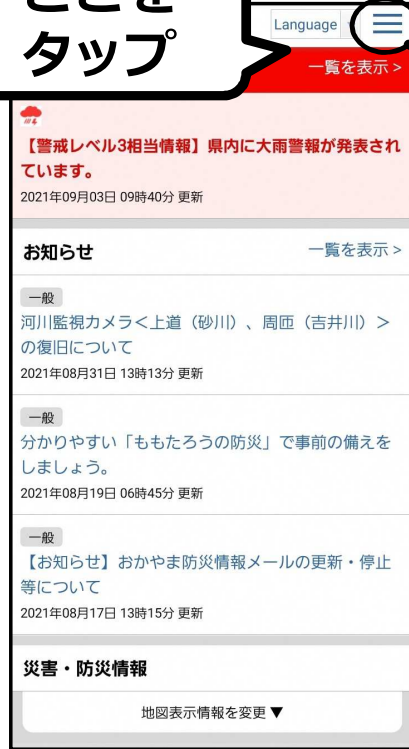 ここを
タップ
Language
一覧を表示 >
【警戒レベル3相当情報】県内に大雨警報が発表され
ています。
2021年09月03日 09時40分 更新
お知らせ
一覧を表示 >
一般
河川監視カメラ＜上道（砂川）、周匝（吉井川）＞
の復旧について
2021年08月31日 13時13分 更新
一般
分かりやすい「ももたろうの防災」で事前の備えを
しましょう。
2021年08月19日 06時45分 更新
一般
【お知らせ】おかやま防災情報メールの更新・停止
等について
2021年08月17日 13時15分 更新
災害・防災情報
地図表示情報を変更 ▼